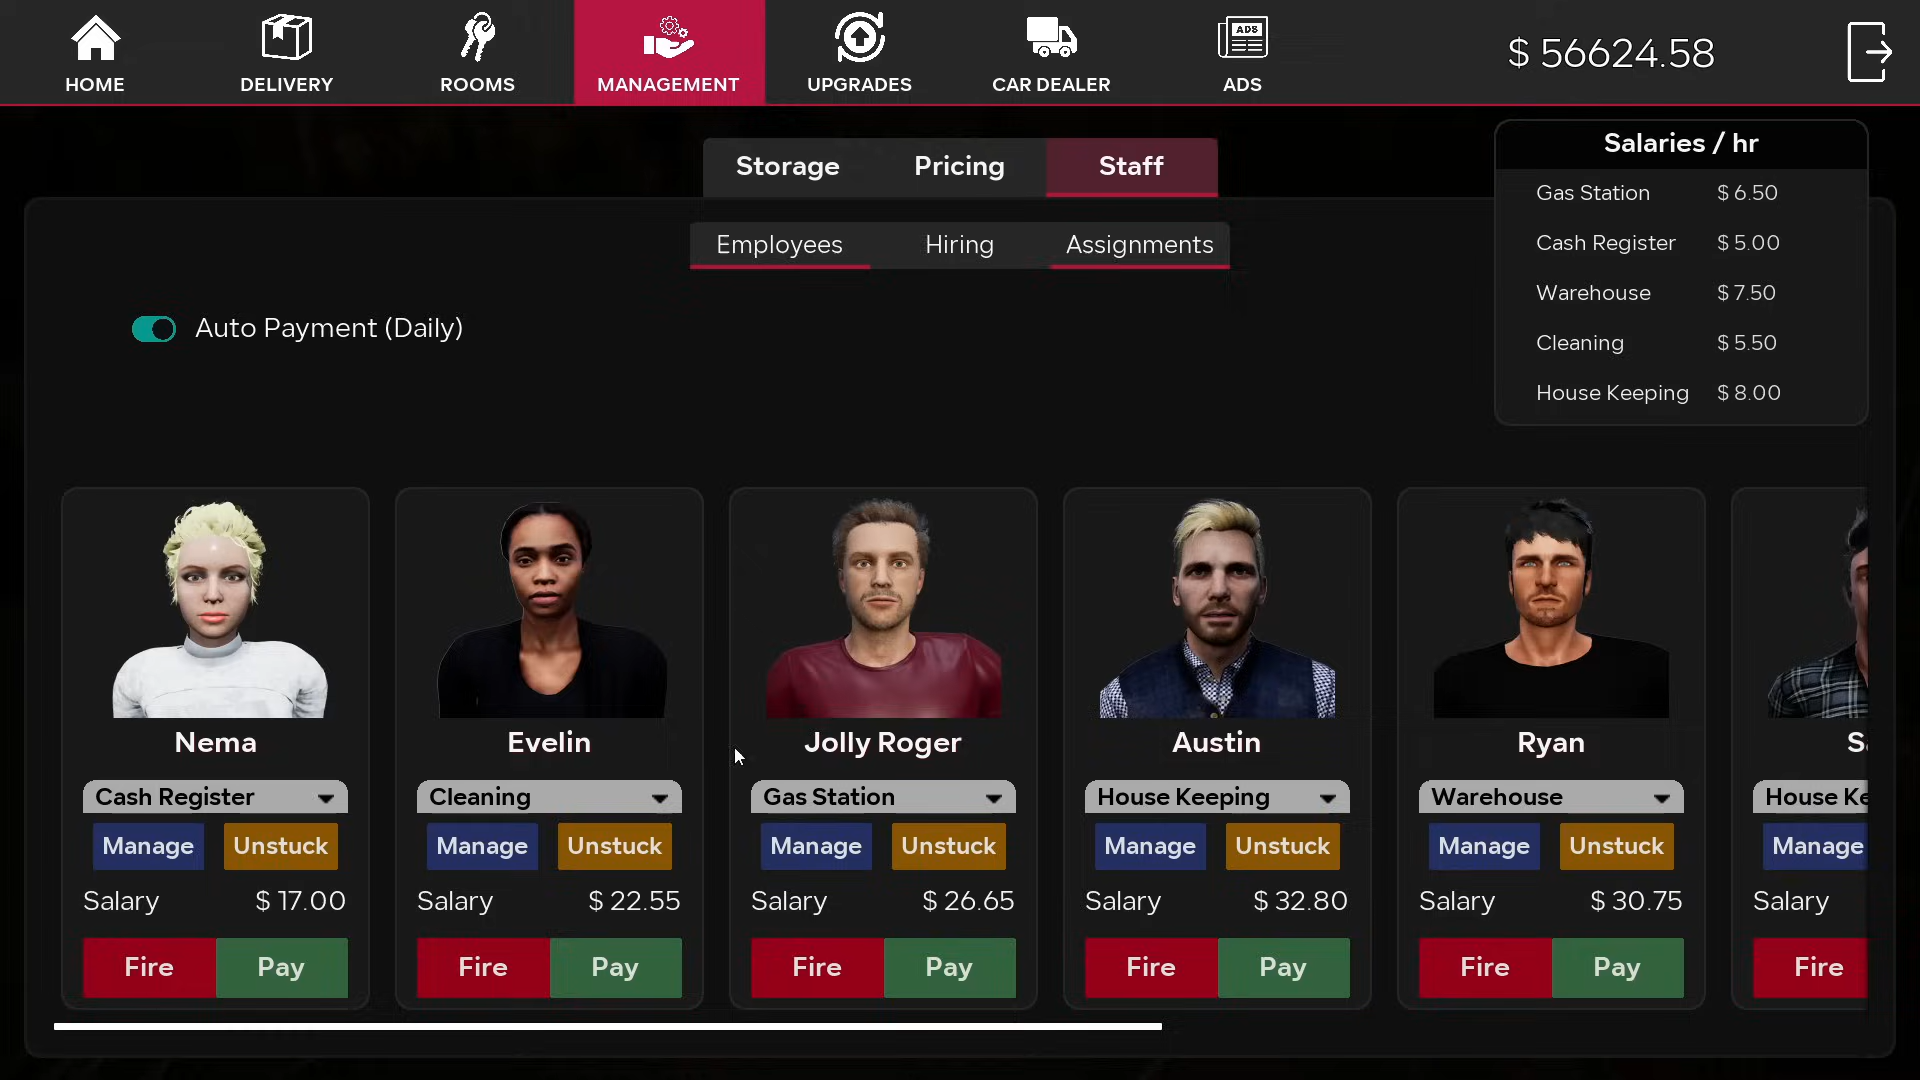 HOME
DELIVERY
ROOMS
MANAGEMENT
UPGRADES
CAR DEALER
ADS
ADS
$ 56624.58
Storage
Pricing
Staff
Employees
Hiring
Assignments
Salaries / hr
Gas Station $ 6.50
Cash Register $ 5.00
Warehouse $ 7.50
Cleaning $ 5.50
House Keeping $ 8.00
Auto Payment (Daily)
Nema
Cash Register
Manage Unstuck
Salary $ 17.00
Fire Pay
Evelin
Cleaning
Manage Unstuck
Salary $ 22.55
Fire Pay
Jolly Roger
Gas Station
Manage Unstuck
Salary $ 26.65
Fire Pay
Austin
House Keeping
Manage Unstuck
Salary $ 32.80
Fire Pay
Ryan
Warehouse
Manage Unstuck
Salary $ 30.75
Fire Pay
House Ke
Manage
Salary
Fire